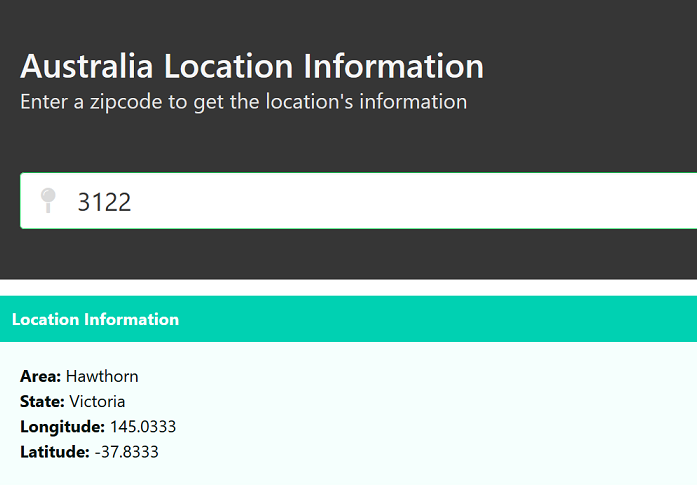 Australia Location Information
Enter a zipcode to get the location's information
3122
Location Information
Area: Hawthorn
State: Victoria
Longitude: 145.0333
Latitude: -37.8333